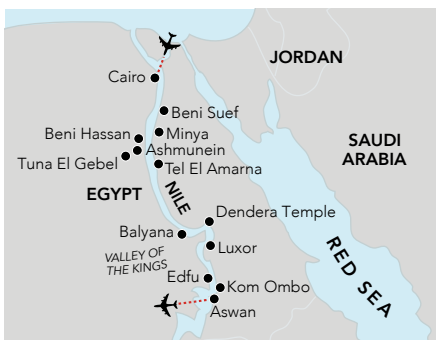 JORDAN
Cairo
Beni Suef
Beni Hassan
Minya
Ashmunein
Tuna El Gebel
Tel El Amarna
SAUDI
ARABIA
EGYPT
NILE
Dendera Temple
Balyana
Luxor
VALLEY OF
THE KINGS
RED SEA
Edfu
Kom Ombo
Aswan